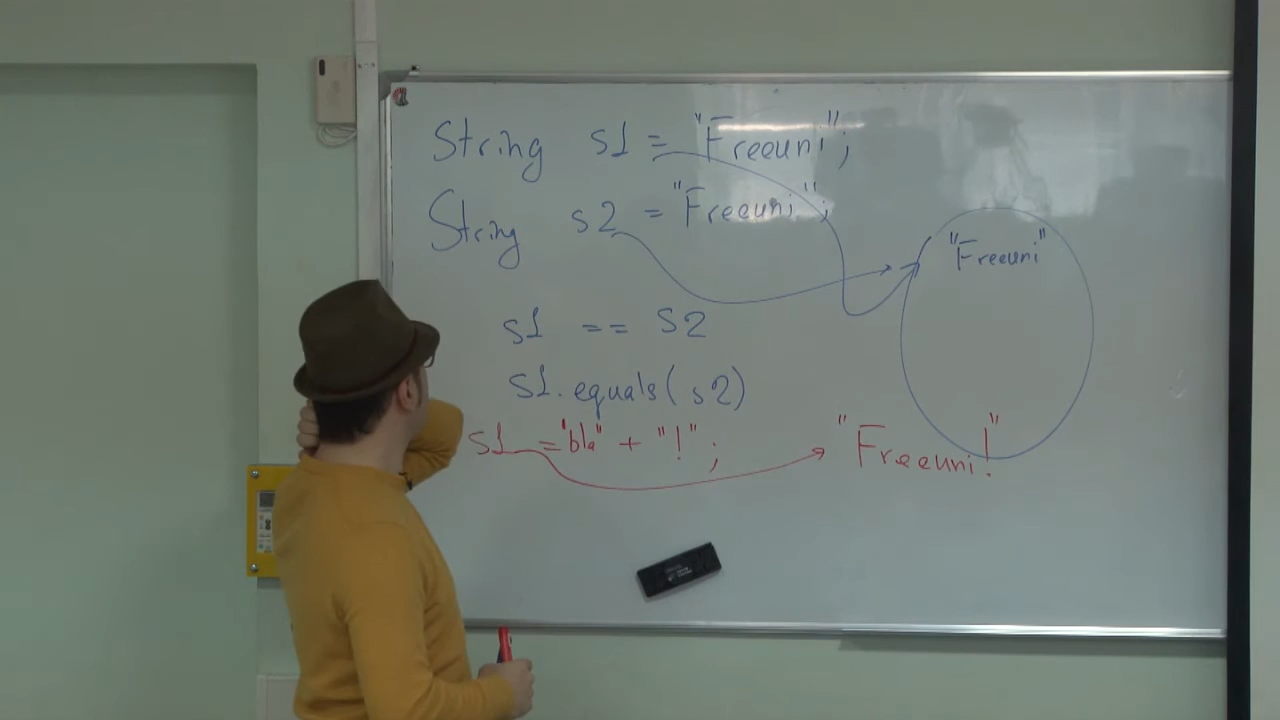 String s1 = "Freeuni";
String s2 = "Freeuni";
"Freeuni"
s1 == s2
s1.equals(s2)
s1 = "bla" + "!";
"Freeuni!"